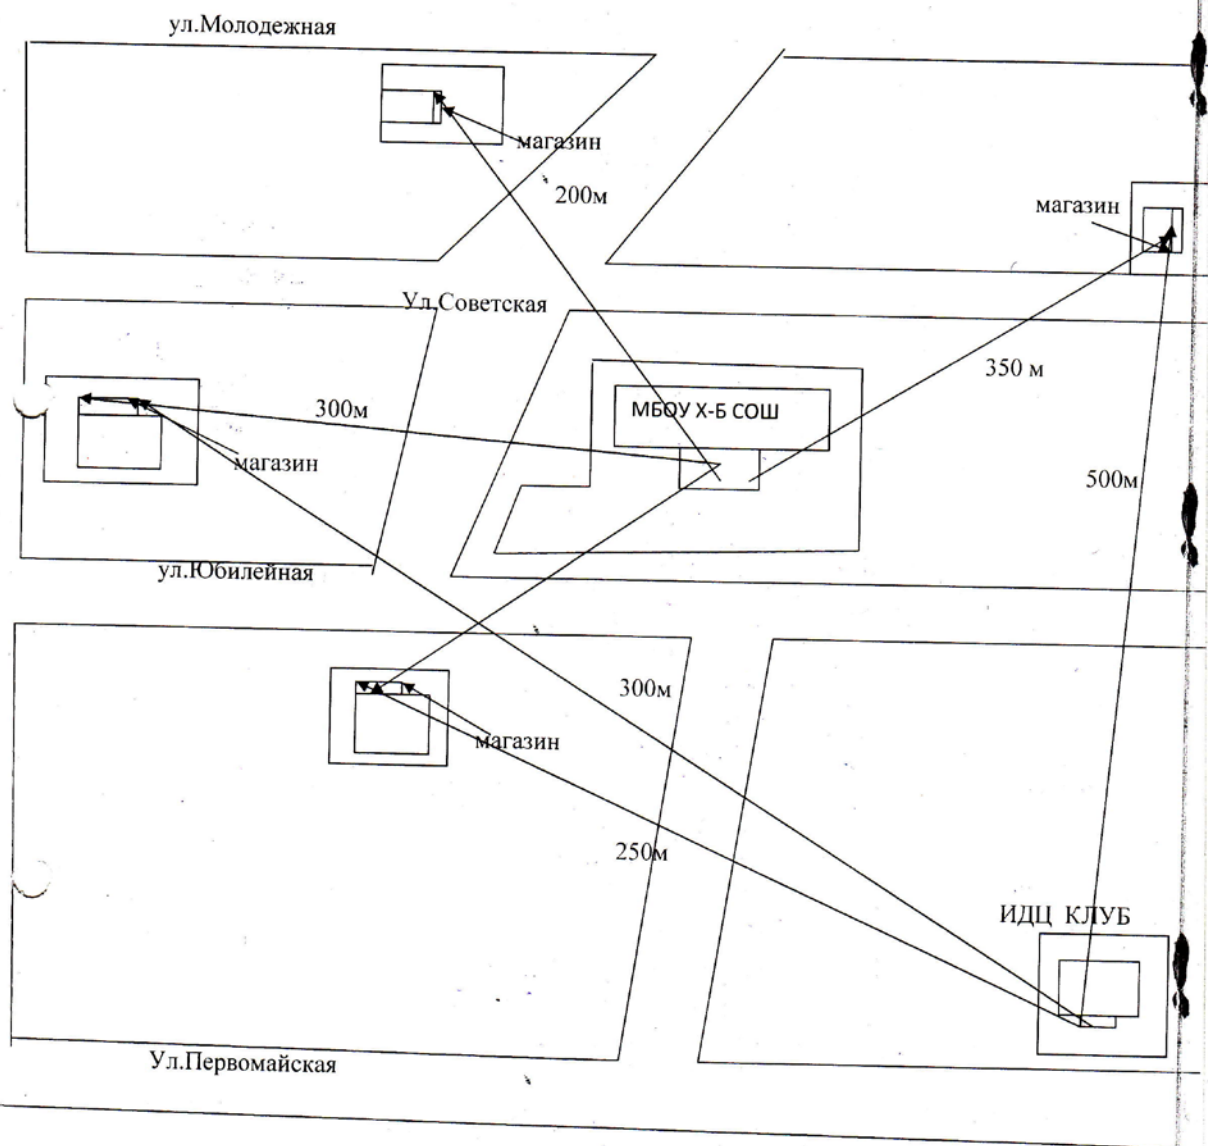 ул.Молодежная
магазин
200м
магазин
Ул.Советская
350 м
300м
МБОУ Х-Б СОШ
магазин
500м
ул.Юбилейная
300м
магазин
250м
ИДЦ КЛУБ
Ул.Первомайская